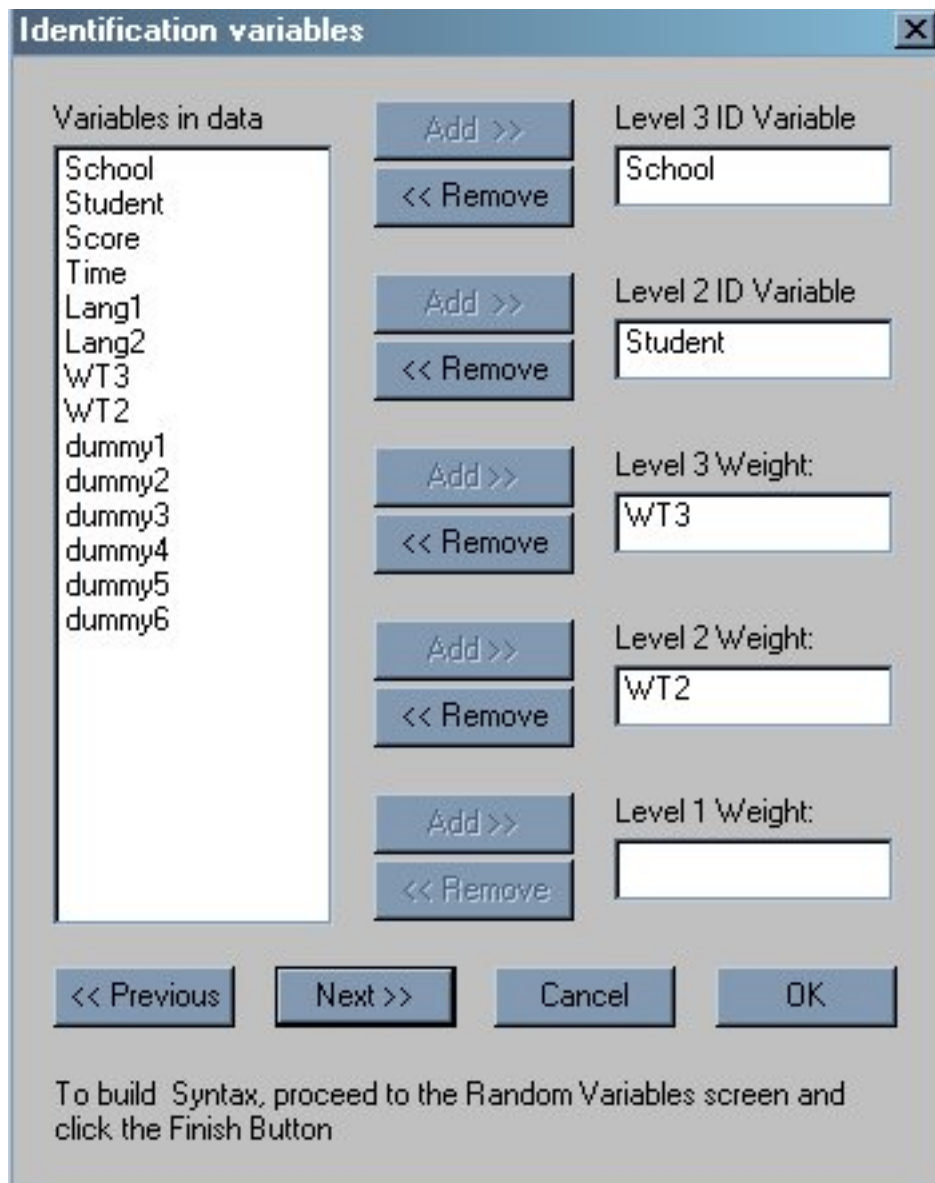 Identification variables
Variables in data
School
Student
Score
Time
Lang1
Lang2
WT3
WT2
dummy1
dummy2
dummy3
dummy4
dummy5
dummy6
Add >>
<< Remove
Level 3 ID Variable
School
Add >>
<< Remove
Level 2 ID Variable
Student
Add >>
<< Remove
Level 3 Weight:
WT3
Add >>
<< Remove
Level 2 Weight:
WT2
Add >>
<< Remove
Level 1 Weight:
<< Previous
Next >>
Cancel
OK
To build Syntax, proceed to the Random Variables screen and
click the Finish Button